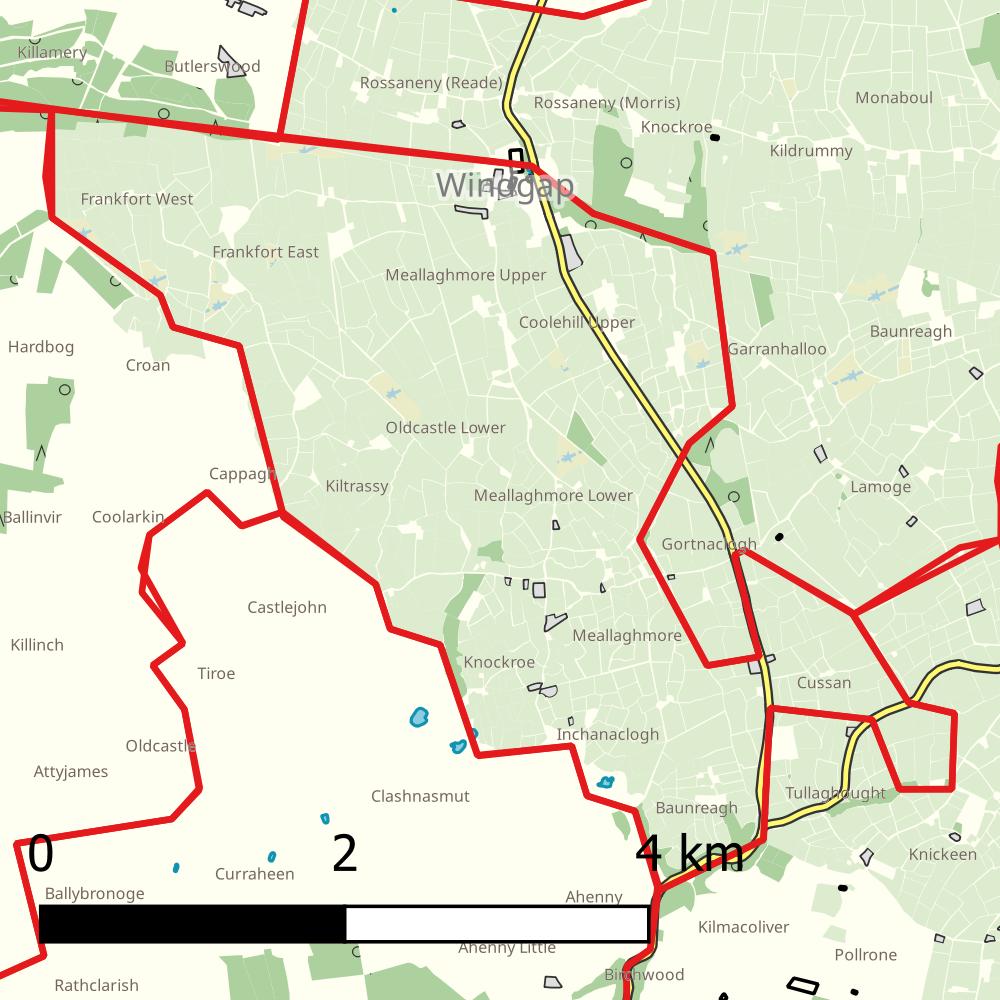 Killamery
Butlerswood
Rossaneny (Reade)
Rossaneny (Morris)
Monaboul
Knockroe
Kildrummy
Windgap
Frankfort West
Frankfort East
Meallaghmore Upper
Coolehill Upper
Baunreagh
Hardbog
Garranhalloo
Croan
Oldcastle Lower
Cappagh
Kiltrassy
Meallaghmore Lower
Lamoge
Ballinvir
Coolarkin
Gortnaclogh
Castlejohn
Killinch
Meallaghmore
Knockroe
Tiroe
Cussan
Inchanaclogh
Oldcastle
Attyjames
Clashnasmut
Baunreagh
Tullaghought
0 2 4 km
Knickeen
Curraheen
Ballybronoge
Ahenny
Kilmacoliver
Ahenny Little
Pollrone
Birchwood
Rathclarish